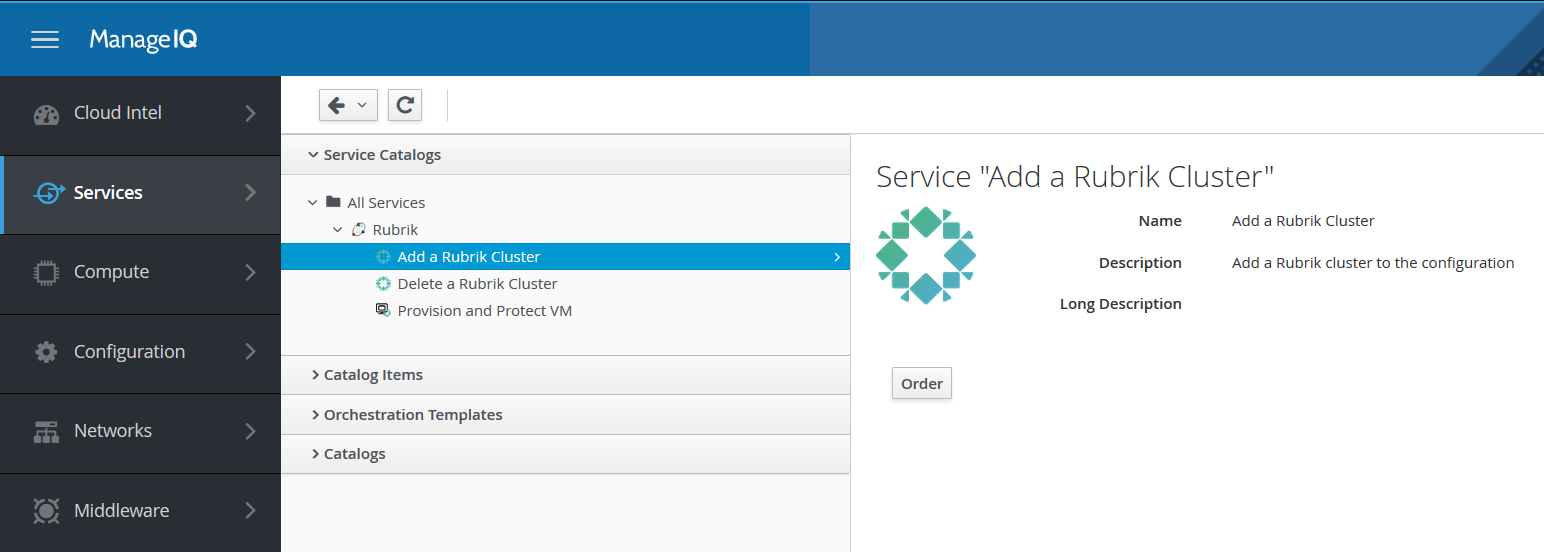 ManageIQ
Cloud Intel
Services
Compute
Configuration
Networks
Middleware
Service Catalogs
All Services
Rubrik
Add a Rubrik Cluster
Delete a Rubrik Cluster
Provision and Protect VM
Catalog Items
Orchestration Templates
Catalogs
Service "Add a Rubrik Cluster"
Name Add a Rubrik Cluster
Description Add a Rubrik cluster to the configuration
Long Description
Order